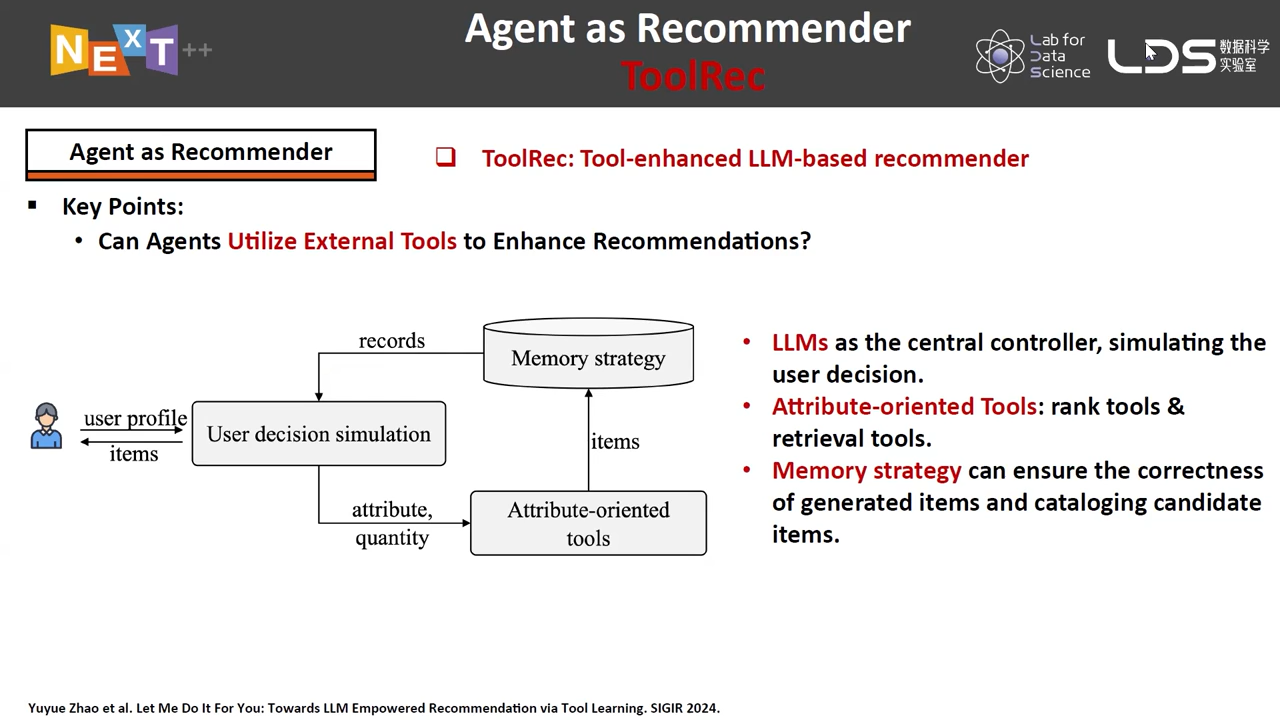 Agent as Recommender
ToolRec
NExT++
Lab for
Data
Science
LDS
数据科学
实验室
Agent as Recommender
❑ ToolRec: Tool-enhanced LLM-based recommender
▪ Key Points:
• Can Agents Utilize External Tools to Enhance Recommendations?
records
Memory strategy
user profile
items
User decision simulation
items
attribute,
quantity
Attribute-oriented
tools
• LLMs as the central controller, simulating the
user decision.
• Attribute-oriented Tools: rank tools &
retrieval tools.
• Memory strategy can ensure the correctness
of generated items and cataloging candidate
items.
Yuyue Zhao et al. Let Me Do It For You: Towards LLM Empowered Recommendation via Tool Learning. SIGIR 2024.